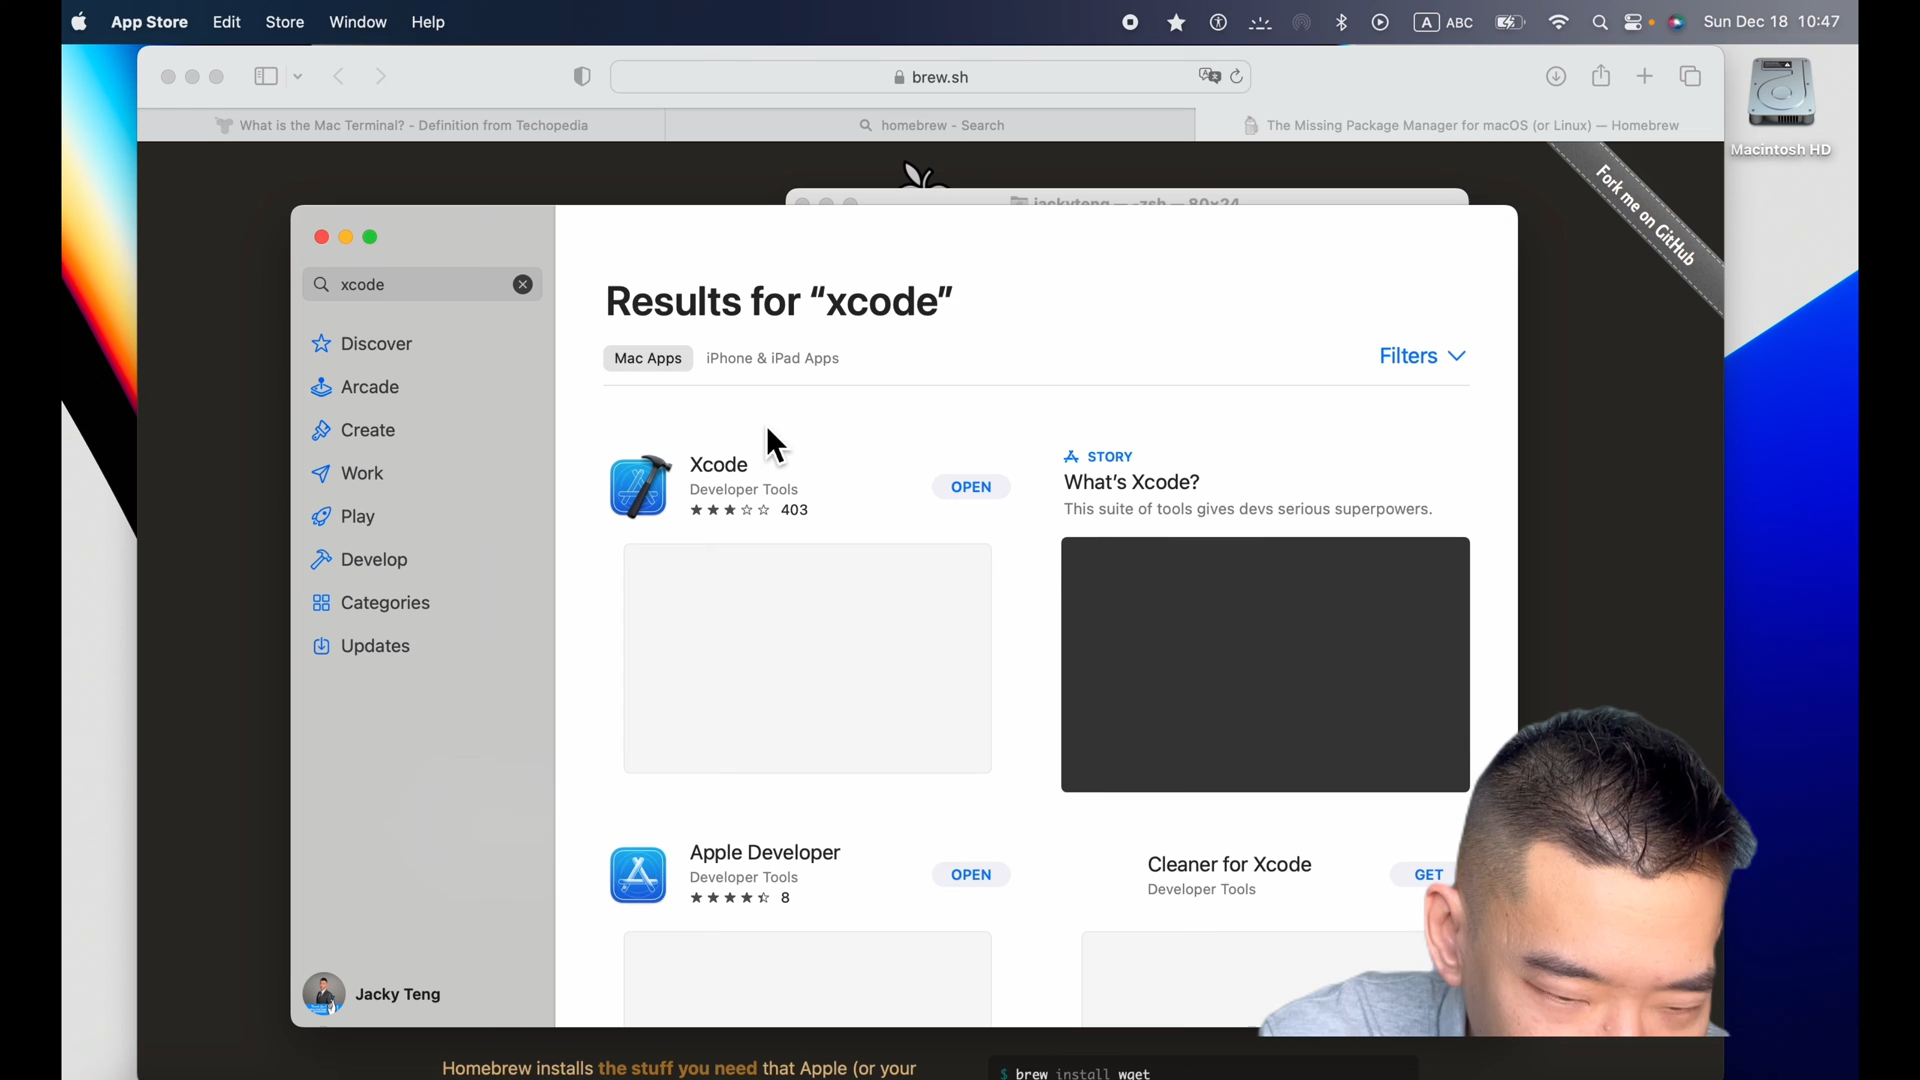 App Store Edit Store Window Help
A ABC
Sun Dec 18 10:47
brew.sh
What is the Mac Terminal? - Definition from Techopedia
homebrew - Search
The Missing Package Manager for macOS (or Linux) — Homebrew
Macintosh HD
Fork me on GitHub
jackyteng — -zsh — 80×24
xcode
Discover
Arcade
Create
Work
Play
Develop
Categories
Updates
Jacky Teng
Results for “xcode”
Mac Apps iPhone & iPad Apps
Filters
Xcode
Developer Tools
403
OPEN
STORY
What's Xcode?
This suite of tools gives devs serious superpowers.
Apple Developer
Developer Tools
8
OPEN
Cleaner for Xcode
Developer Tools
GET
Homebrew installs the stuff you need that Apple (or your
$ brew install wget